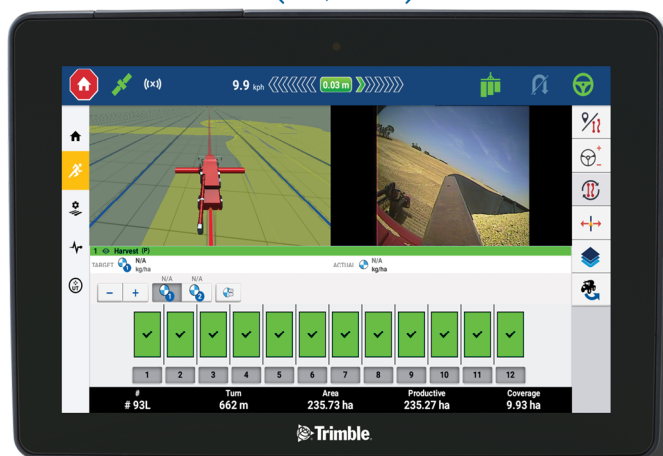 ((x)) 9.9 kph 0.03 m
1 Harvest (P)
TARGET 1 N/A kg/ha ACTUAL N/A kg/ha
N/A N/A
- + 1 2
1 2 3 4 5 6 7 8 9 10 11 12
# Turn Area Productive Coverage
# 93L 662 m 235.73 ha 235.27 ha 9.93 ha
Trimble